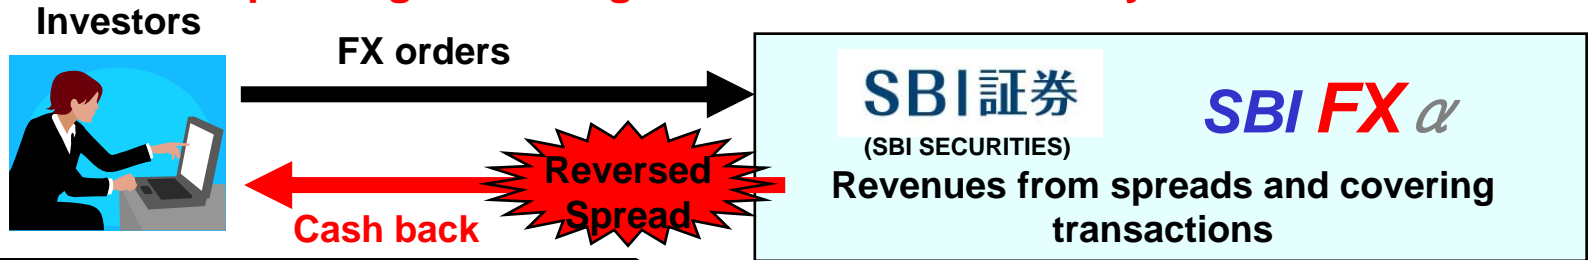 Investors
FX orders
SBI証券
(SBI SECURITIES)
SBI FX α
Reversed
Spread
Cash back
Revenues from spreads and covering
transactions